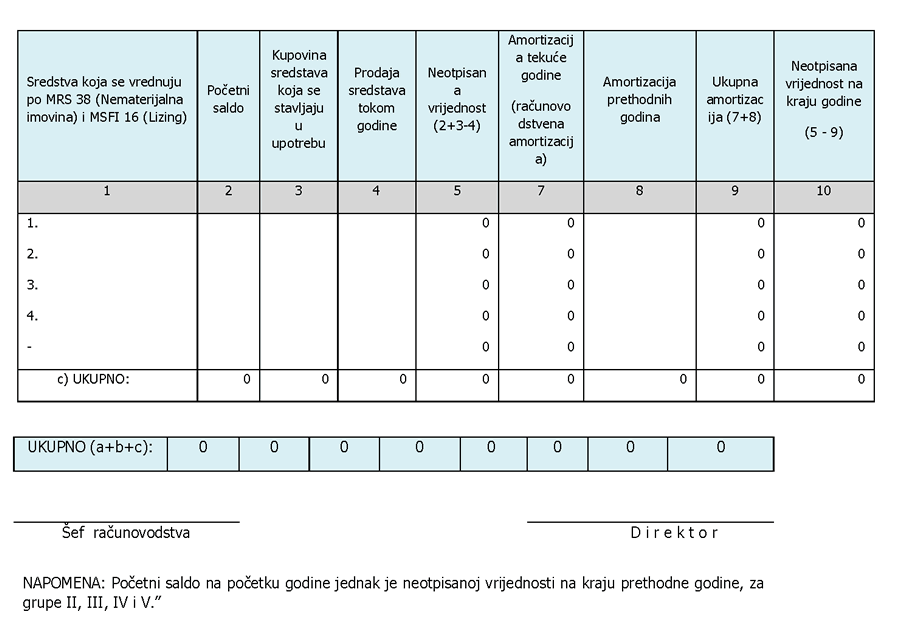 Sredstva koja se vrednuju
po MRS 38 (Nematerijalna
imovina) i MSFI 16 (Lizing)
Početni
saldo
Kupovina
sredstava
koja se
stavljaju
u
upotrebu
Prodaja
sredstava
tokom
godine
Neotpisan
a
vrijednost
(2+3-4)
Amortizacij
a tekuće
godine
(računovo
dstvena
amortizacij
a)
Amortizacija
prethodnih
godina
Ukupna
amortizac
ija (7+8)
Neotpisana
vrijednost na
kraju godine
(5 - 9)
1 2 3 4 5 7 8 9 10
1. 0 0 0 0
2. 0 0 0 0
3. 0 0 0 0
4. 0 0 0 0
- 0 0 0 0
c) UKUPNO: 0 0 0 0 0 0 0 0
UKUPNO (a+b+c): 0 0 0 0 0 0 0 0
Šef računovodstva D i r e k t o r
NAPOMENA: Početni saldo na početku godine jednak je neotpisanoj vrijednosti na kraju prethodne godine, za
grupe II, III, IV i V.”